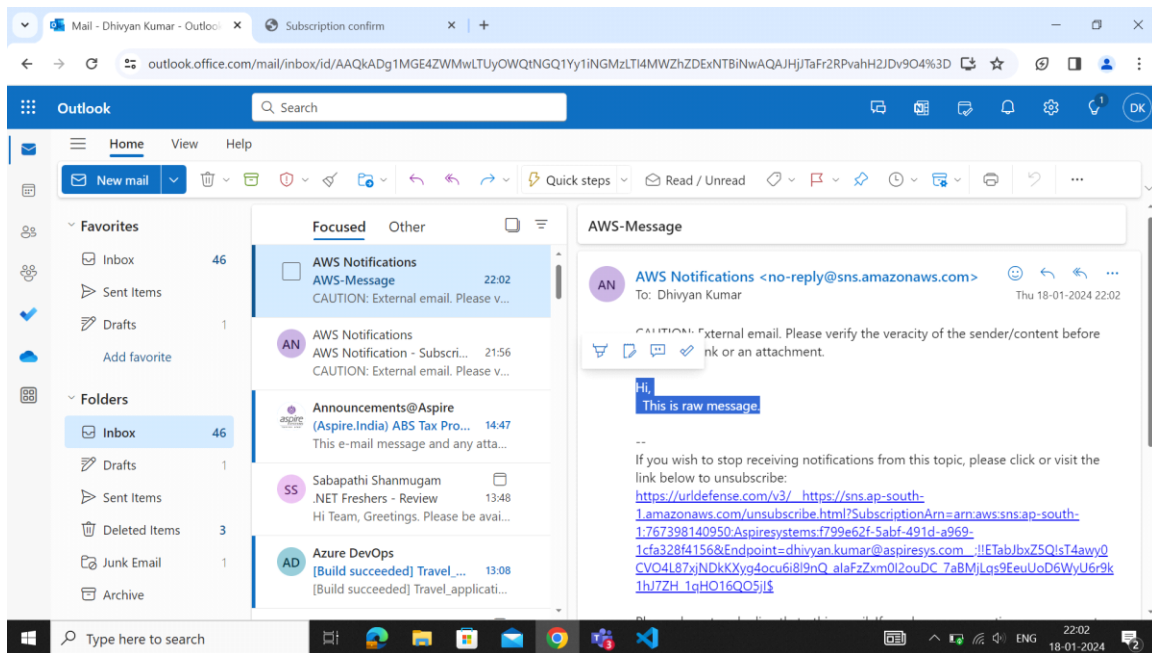 Mail - Dhivyan Kumar - Outloo
Subscription confirm
outlook.office.com/mail/inbox/id/AAQkADg1MGE4ZWMwLTUyOWQtNGQ1Yy1iNGMzLTI4MWZhZDExNTBiNwAQAJHjJTaFr2RPvahH2JDv9O4%3D
Outlook
Search
1
DK
Home View Help
New mail
Quick steps
Read / Unread
Favorites
Inbox 46
Sent Items
Drafts 1
Add favorite
Folders
Inbox 46
Drafts 1
Sent Items
Deleted Items 3
Junk Email 1
Archive
Focused Other
AWS Notifications
AWS-Message 22:02
CAUTION: External email. Please v...
AN
AWS Notifications
AWS Notification - Subscri... 21:56
CAUTION: External email. Please v...
aspire
Announcements@Aspire
(Aspire.India) ABS Tax Pro... 14:47
This e-mail message and any atta...
SS
Sabapathi Shanmugam
.NET Freshers - Review 13:48
Hi Team, Greetings. Please be avai...
AD
Azure DevOps
[Build succeeded] Travel_... 13:08
[Build succeeded] Travel_applicati...
AWS-Message
AN
AWS Notifications <no-reply@sns.amazonaws.com>
To: Dhivyan Kumar
Thu 18-01-2024 22:02
CAUTION: External email. Please verify the veracity of the sender/content before
nk or an attachment.
Hi,
This is raw message.
--
If you wish to stop receiving notifications from this topic, please click or visit the
link below to unsubscribe:
https://urldefense.com/v3/__https://sns.ap-south-
1.amazonaws.com/unsubscribe.html?SubscriptionArn=arn:aws:sns:ap-south-
1:767398140950:Aspiresystems:f799e62f-5abf-491d-a969-
1cfa328f4156&Endpoint=dhivyan.kumar@aspiresys.com__;!!ETabJbxZ5Q!sT4awy0
CVO4L87xjNDkKXyg4ocu6i8l9nQ_alaFzZxm0I2ouDC_7aBMjLqs9EeuUoD6WyU6r9k
1hJ7ZH_1qHO16QO5jI$
Type here to search
ENG
22:02
18-01-2024
2